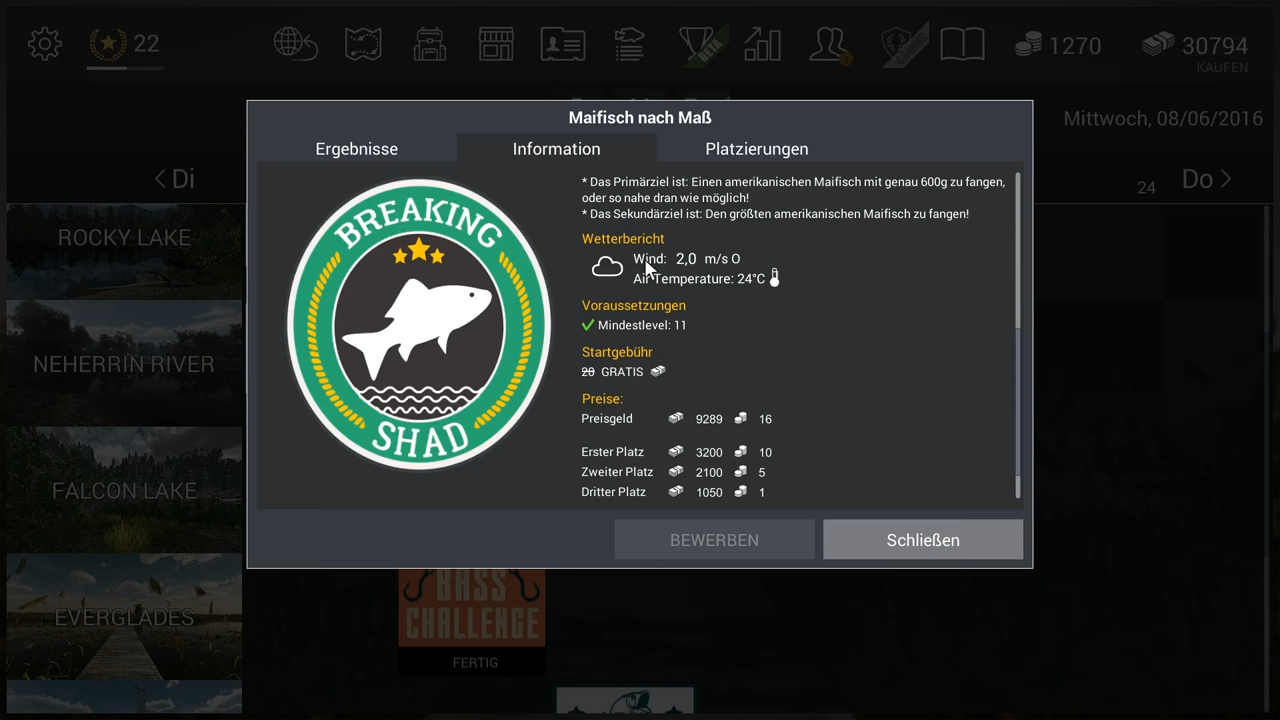 22
BETA
1270
30794
KAUFEN
Mittwoch, 08/06/2016
Di
24
Do
ROCKY LAKE
NEHERRIN RIVER
FALCON LAKE
EVERGLADES
Maifisch nach Maß
Ergebnisse
Information
Platzierungen
BREAKING
SHAD
* Das Primärziel ist: Einen amerikanischen Maifisch mit genau 600g zu fangen,
oder so nahe dran wie möglich!
* Das Sekundärziel ist: Den größten amerikanischen Maifisch zu fangen!
Wetterbericht
Wind: 2,0 m/s O
Air Temperature: 24°C
Voraussetzungen
Mindestlevel: 11
Startgebühr
20 GRATIS
Preise:
Preisgeld 9289 16
Erster Platz 3200 10
Zweiter Platz 2100 5
Dritter Platz 1050 1
BEWERBEN
Schließen
BASS
CHALLENGE
FERTIG